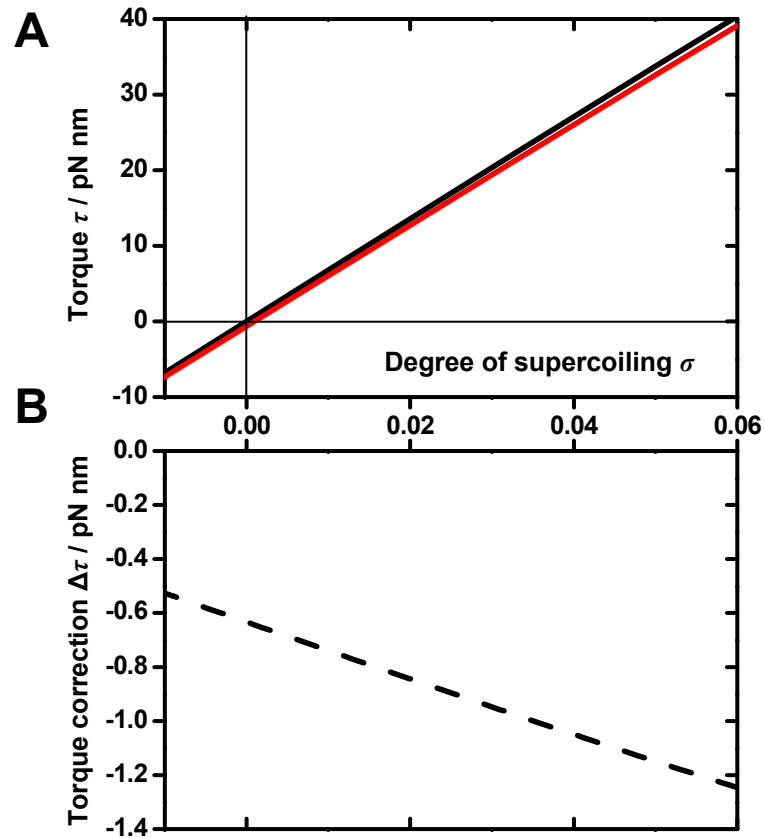 A
Torque τ / pN nm
40
30
20
10
0
-10
Degree of supercoiling σ
0.00 0.02 0.04 0.06
B
Torque correction Δτ / pN nm
0.0
-0.2
-0.4
-0.6
-0.8
-1.0
-1.2
-1.4